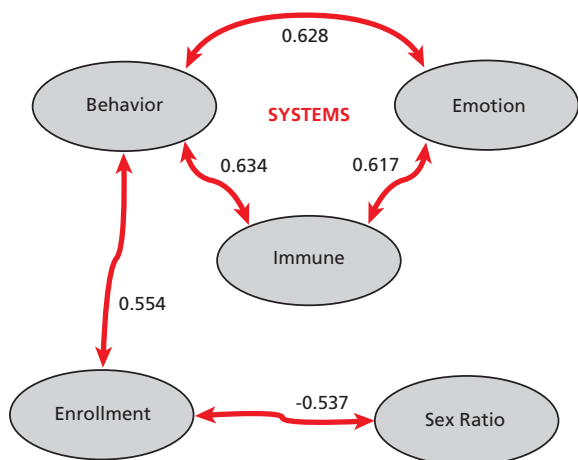 0.628
Behavior
Emotion
SYSTEMS
0.634
0.617
Immune
0.554
Enrollment
-0.537
Sex Ratio